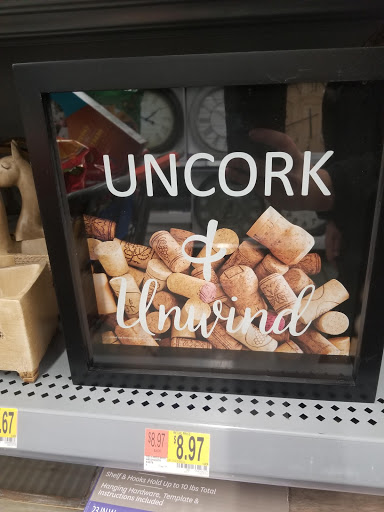 UNCORK
&
Unwind
.67
$8.97
$8.97
Shelf & Hooks Hold Up to 10 lbs Total
Hanging Hardware, Template &
Instructions Included